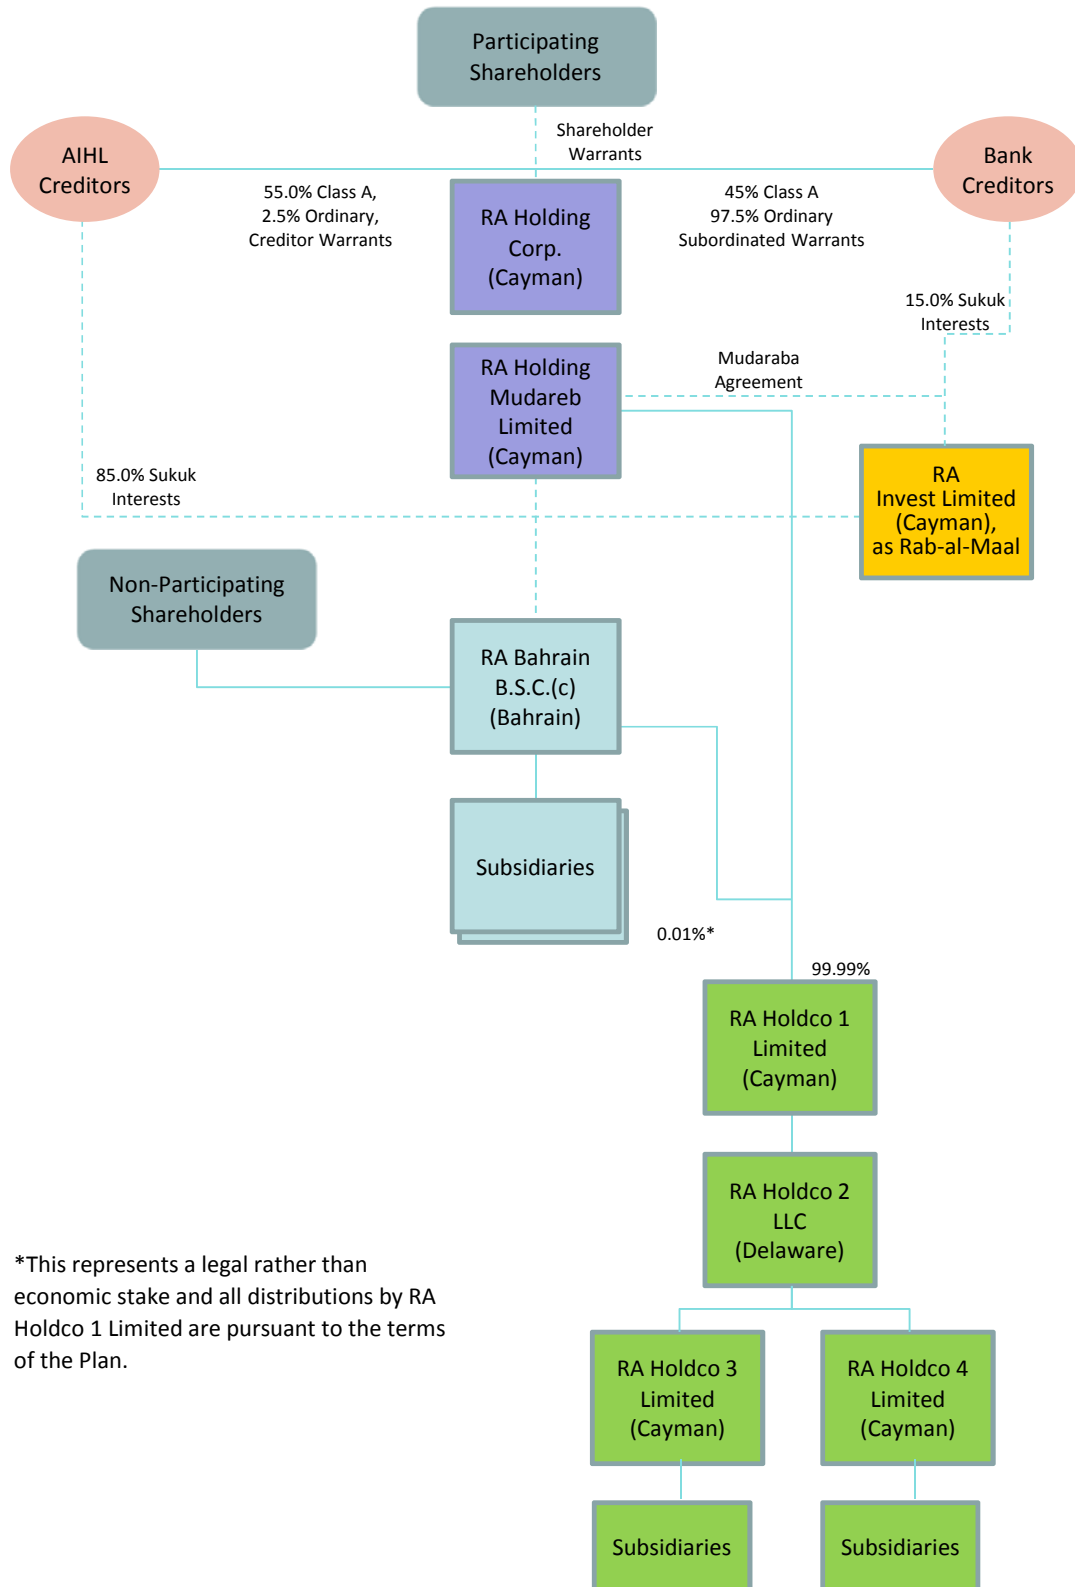 Participating
Shareholders
Shareholder
Warrants
AIHL
Creditors
Bank
Creditors
55.0% Class A,
2.5% Ordinary,
Creditor Warrants
45% Class A
97.5% Ordinary
Subordinated Warrants
RA Holding
Corp.
(Cayman)
15.0% Sukuk
Interests
RA Holding
Mudareb
Limited
(Cayman)
Mudaraba
Agreement
85.0% Sukuk
Interests
RA
Invest Limited
(Cayman),
as Rab-al-Maal
Non-Participating
Shareholders
RA Bahrain
B.S.C.(c)
(Bahrain)
Subsidiaries
0.01%*
99.99%
RA Holdco 1
Limited
(Cayman)
RA Holdco 2
LLC
(Delaware)
*This represents a legal rather than
economic stake and all distributions by RA
Holdco 1 Limited are pursuant to the terms
of the Plan.
RA Holdco 3
Limited
(Cayman)
RA Holdco 4
Limited
(Cayman)
Subsidiaries
Subsidiaries